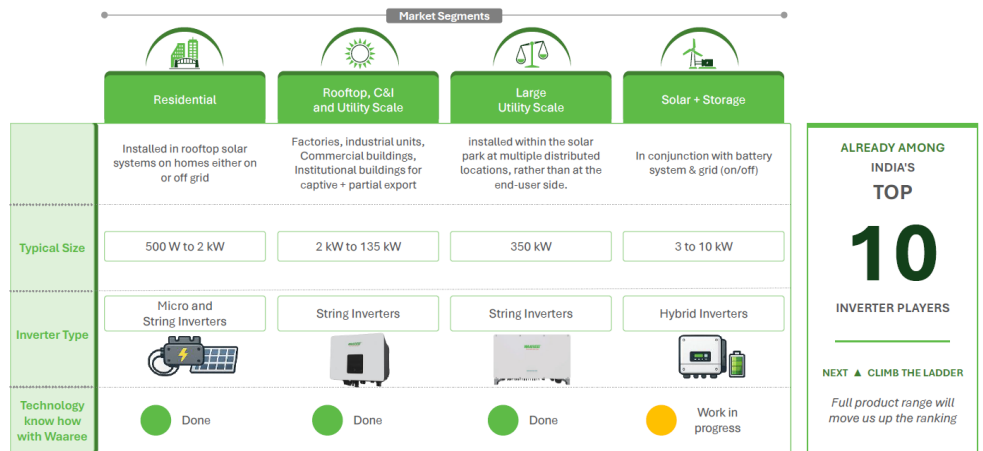 Market Segments
Residential
Rooftop, C&I
and Utility Scale
Large
Utility Scale
Solar + Storage
Installed in rooftop solar
systems on homes either on
or off grid
Factories, industrial units,
Commercial buildings,
Institutional buildings for
captive + partial export
installed within the solar
park at multiple distributed
locations, rather than at the
end-user side.
In conjunction with battery
system & grid (on/off)
Typical Size
500 W to 2 kW
2 kW to 135 kW
350 kW
3 to 10 kW
Inverter Type
Micro and
String Inverters
String Inverters
String Inverters
Hybrid Inverters
Technology
know how
with Waaree
Done
Done
Done
Work in
progress
ALREADY AMONG
INDIA'S
TOP
10
INVERTER PLAYERS
NEXT ▲ CLIMB THE LADDER
Full product range will
move us up the ranking